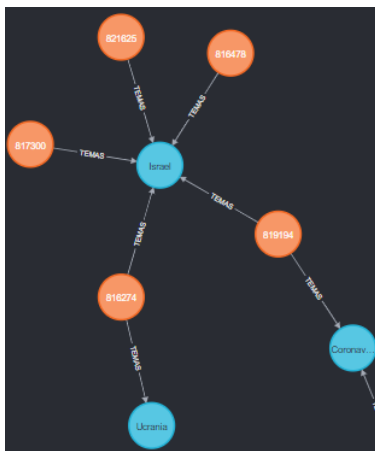 821625
816478
TEMAS
TEMAS
817300
TEMAS
Israel
TEMAS
819194
TEMAS
TEMAS
816274
Coronav...
TEMAS
Ucrania